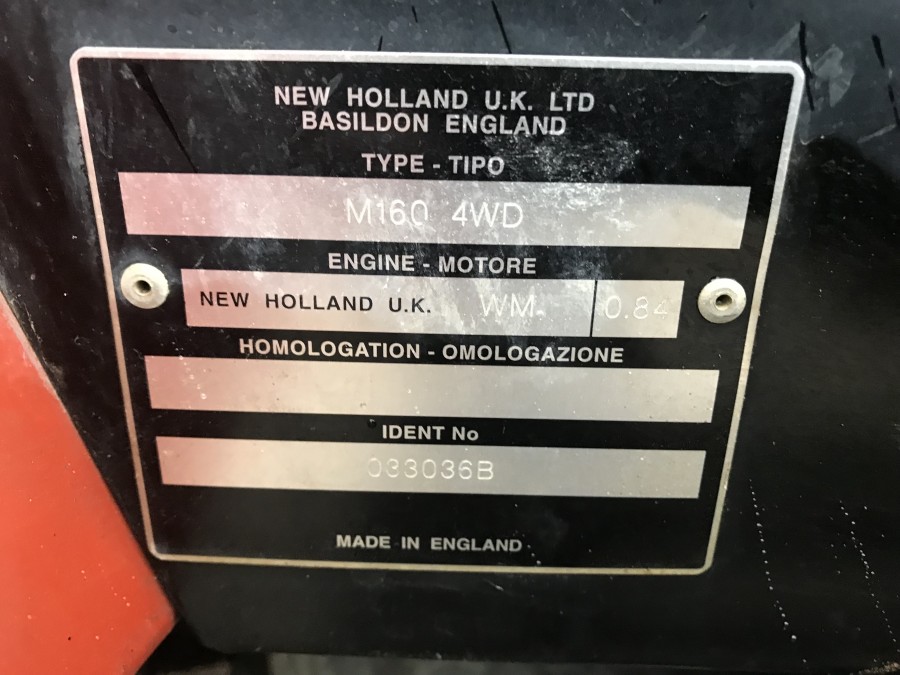 NEW HOLLAND U.K. LTD
BASILDON ENGLAND
TYPE - TIPO
M160 4WD
ENGINE - MOTORE
NEW HOLLAND U.K. WM 0.84
HOMOLOGATION - OMOLOGAZIONE
IDENT No
033036B
MADE IN ENGLAND